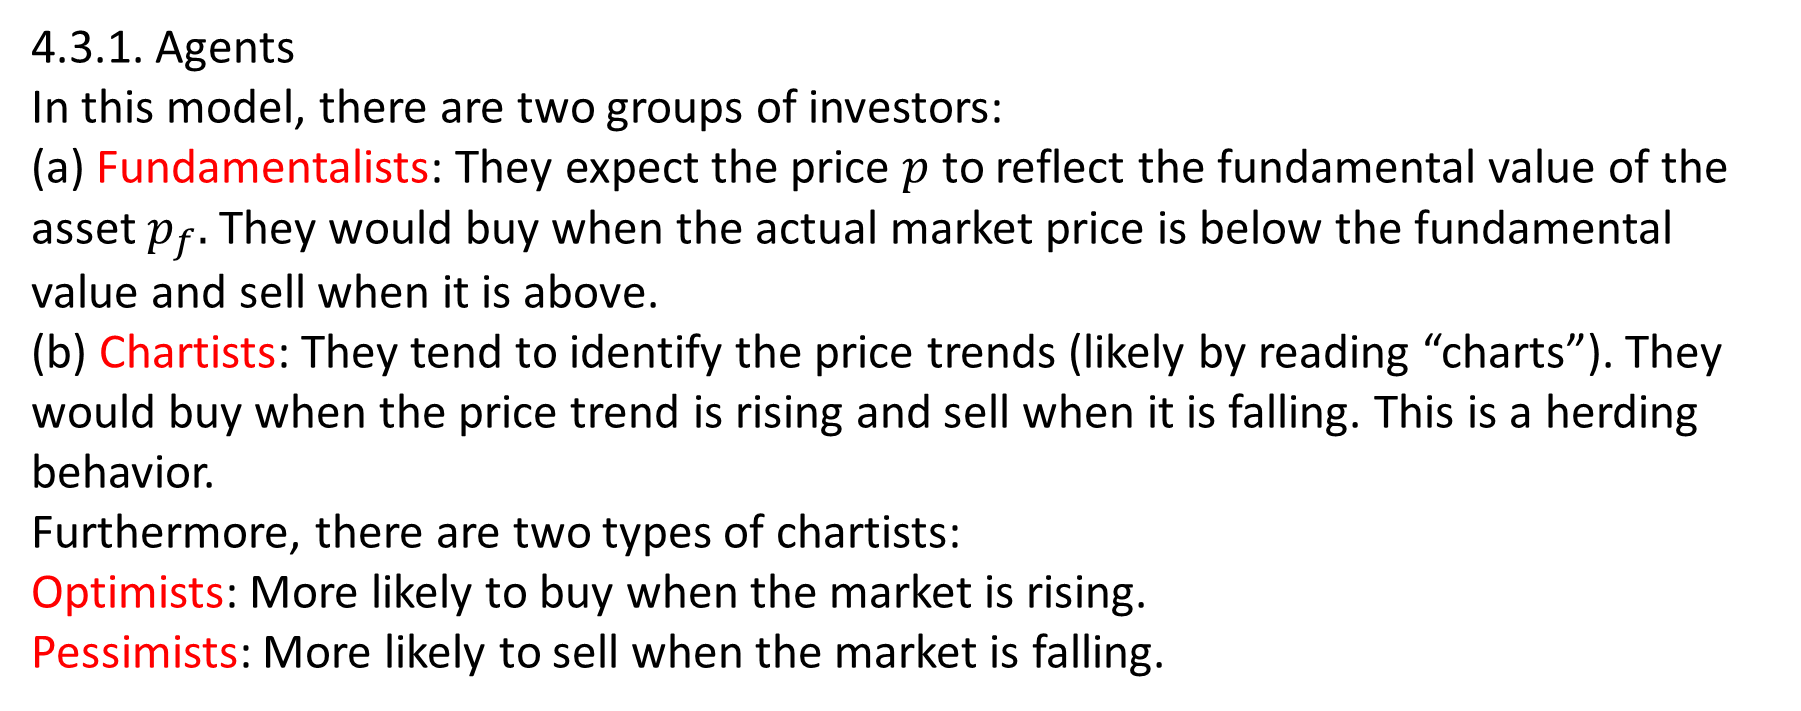 4.3.1. Agents
In this model, there are two groups of investors:
(a) Fundamentalists: They expect the price p to reflect the fundamental value of the
asset p_f. They would buy when the actual market price is below the fundamental
value and sell when it is above.
(b) Chartists: They tend to identify the price trends (likely by reading “charts”). They
would buy when the price trend is rising and sell when it is falling. This is a herding
behavior.
Furthermore, there are two types of chartists:
Optimists: More likely to buy when the market is rising.
Pessimists: More likely to sell when the market is falling.